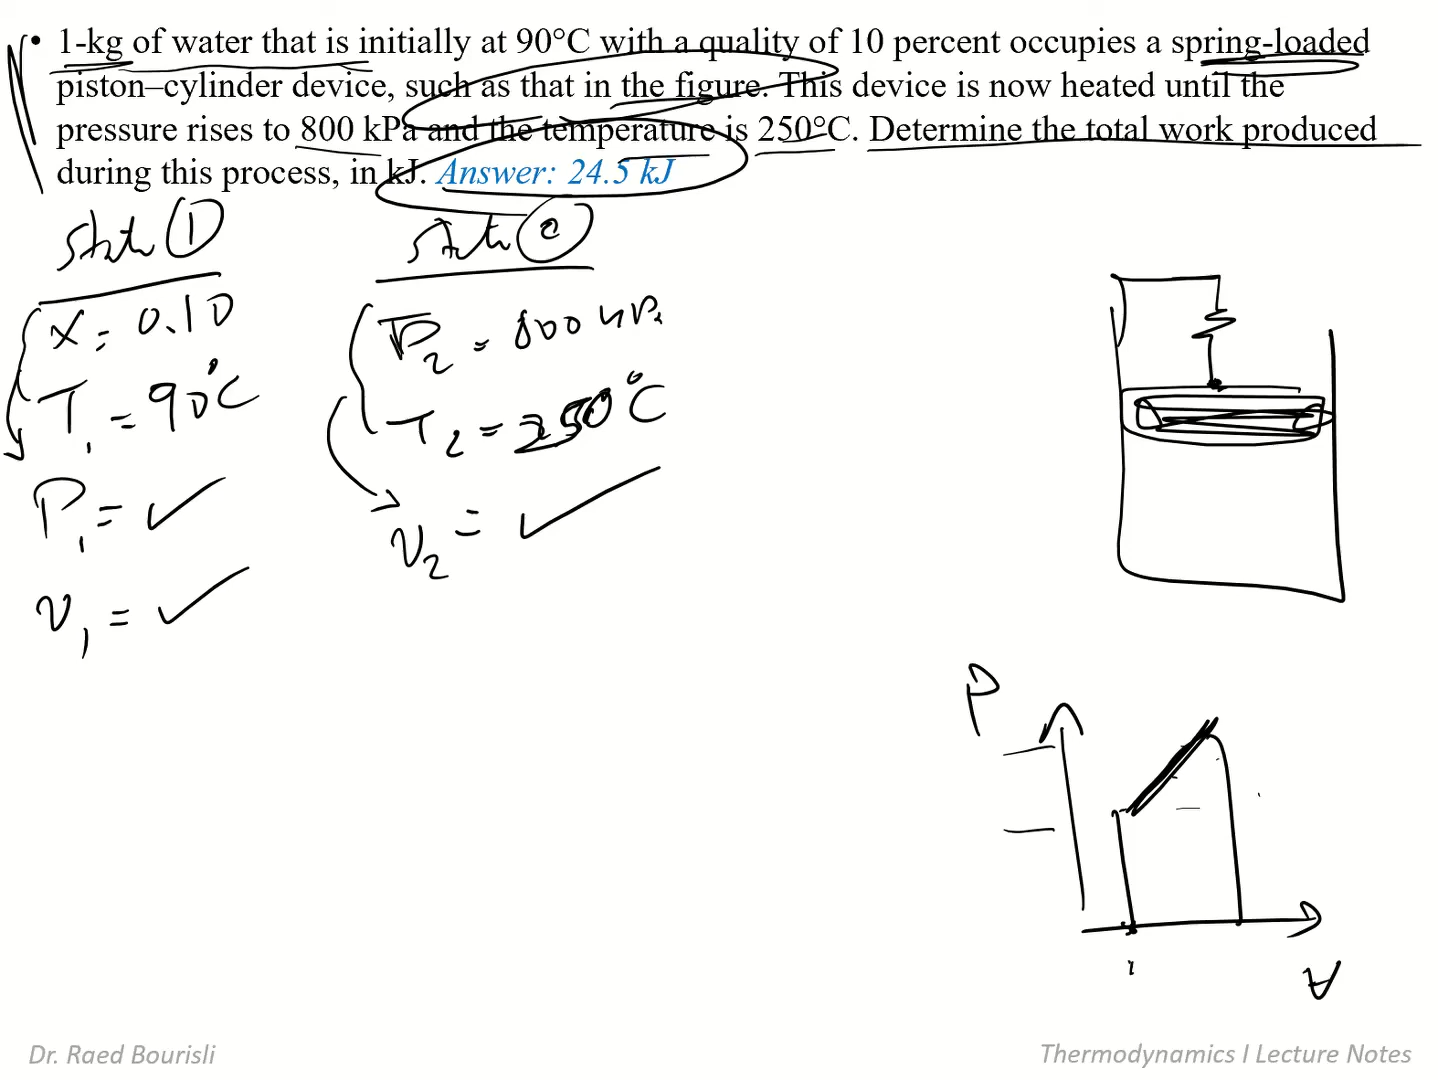 • 1-kg of water that is initially at 90°C with a quality of 10 percent occupies a spring-loaded
piston–cylinder device, such as that in the figure. This device is now heated until the
pressure rises to 800 kPa and the temperature is 250°C. Determine the total work produced
during this process, in kJ. Answer: 24.5 kJ
State ①
State ②
x = 0.10
T₁ = 90°C
P₁ = ✓
v₁ = ✓
P₂ = 800 kPa
T₂ = 250°C
v₂ = ✓
P
1
V
Dr. Raed Bourisli
Thermodynamics I Lecture Notes